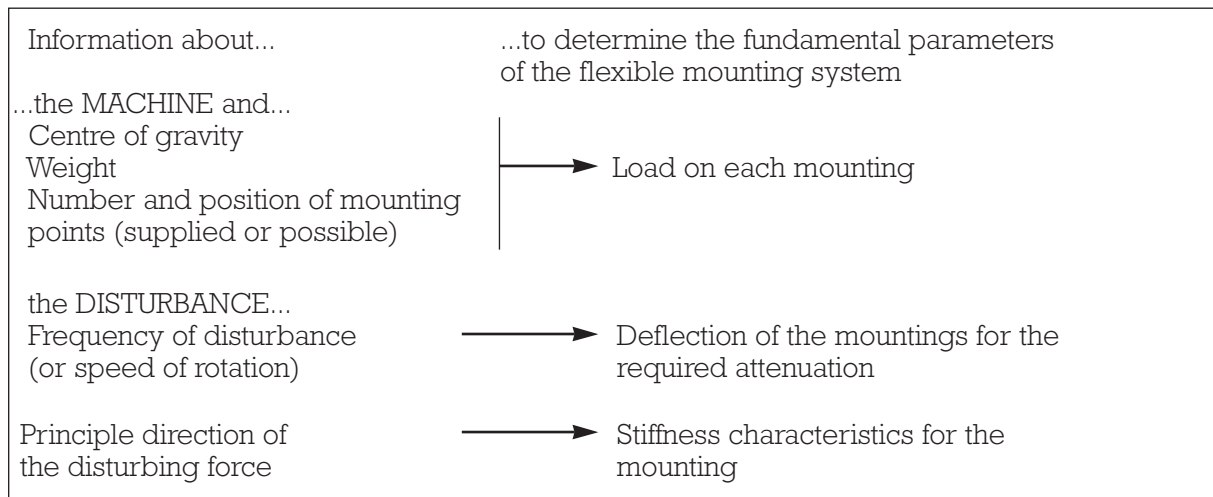 Information about...
...to determine the fundamental parameters
of the flexible mounting system
...the MACHINE and...
Centre of gravity
Weight
Number and position of mounting
points (supplied or possible)
Load on each mounting
the DISTURBANCE...
Frequency of disturbance
(or speed of rotation)
Deflection of the mountings for the
required attenuation
Principle direction of
the disturbing force
Stiffness characteristics for the
mounting